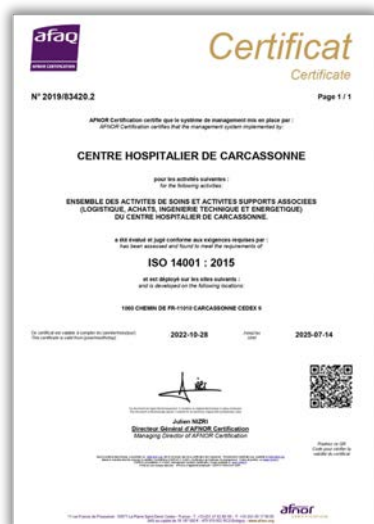 afaq
AFNOR CERTIFICATION
Certificat
Certificate
N° 2019/83420.2
Page 1 / 1
AFNOR Certification certifie que le système de management mis en place par :
AFNOR Certification certifies that the management system implemented by:
CENTRE HOSPITALIER DE CARCASSONNE
pour les activités suivantes :
for the following activities:
ENSEMBLE DES ACTIVITES DE SOINS ET ACTIVITES SUPPORTS ASSOCIEES
(LOGISTIQUE, ACHATS, INGENIERIE TECHNIQUE ET ENERGETIQUE)
DU CENTRE HOSPITALIER DE CARCASSONNE.
a été évalué et jugé conforme aux exigences requises par :
has been assessed and found to meet the requirements of:
ISO 14001 : 2015
et est déployé sur les sites suivants :
and is developed on the following locations:
1060 CHEMIN DE FR-11010 CARCASSONNE CEDEX 9
2022-10-28
2025-07-14
Julien NIZRI
Directeur Général d'AFNOR Certification
Managing Director of AFNOR Certification
afnor
CERTIFICATION